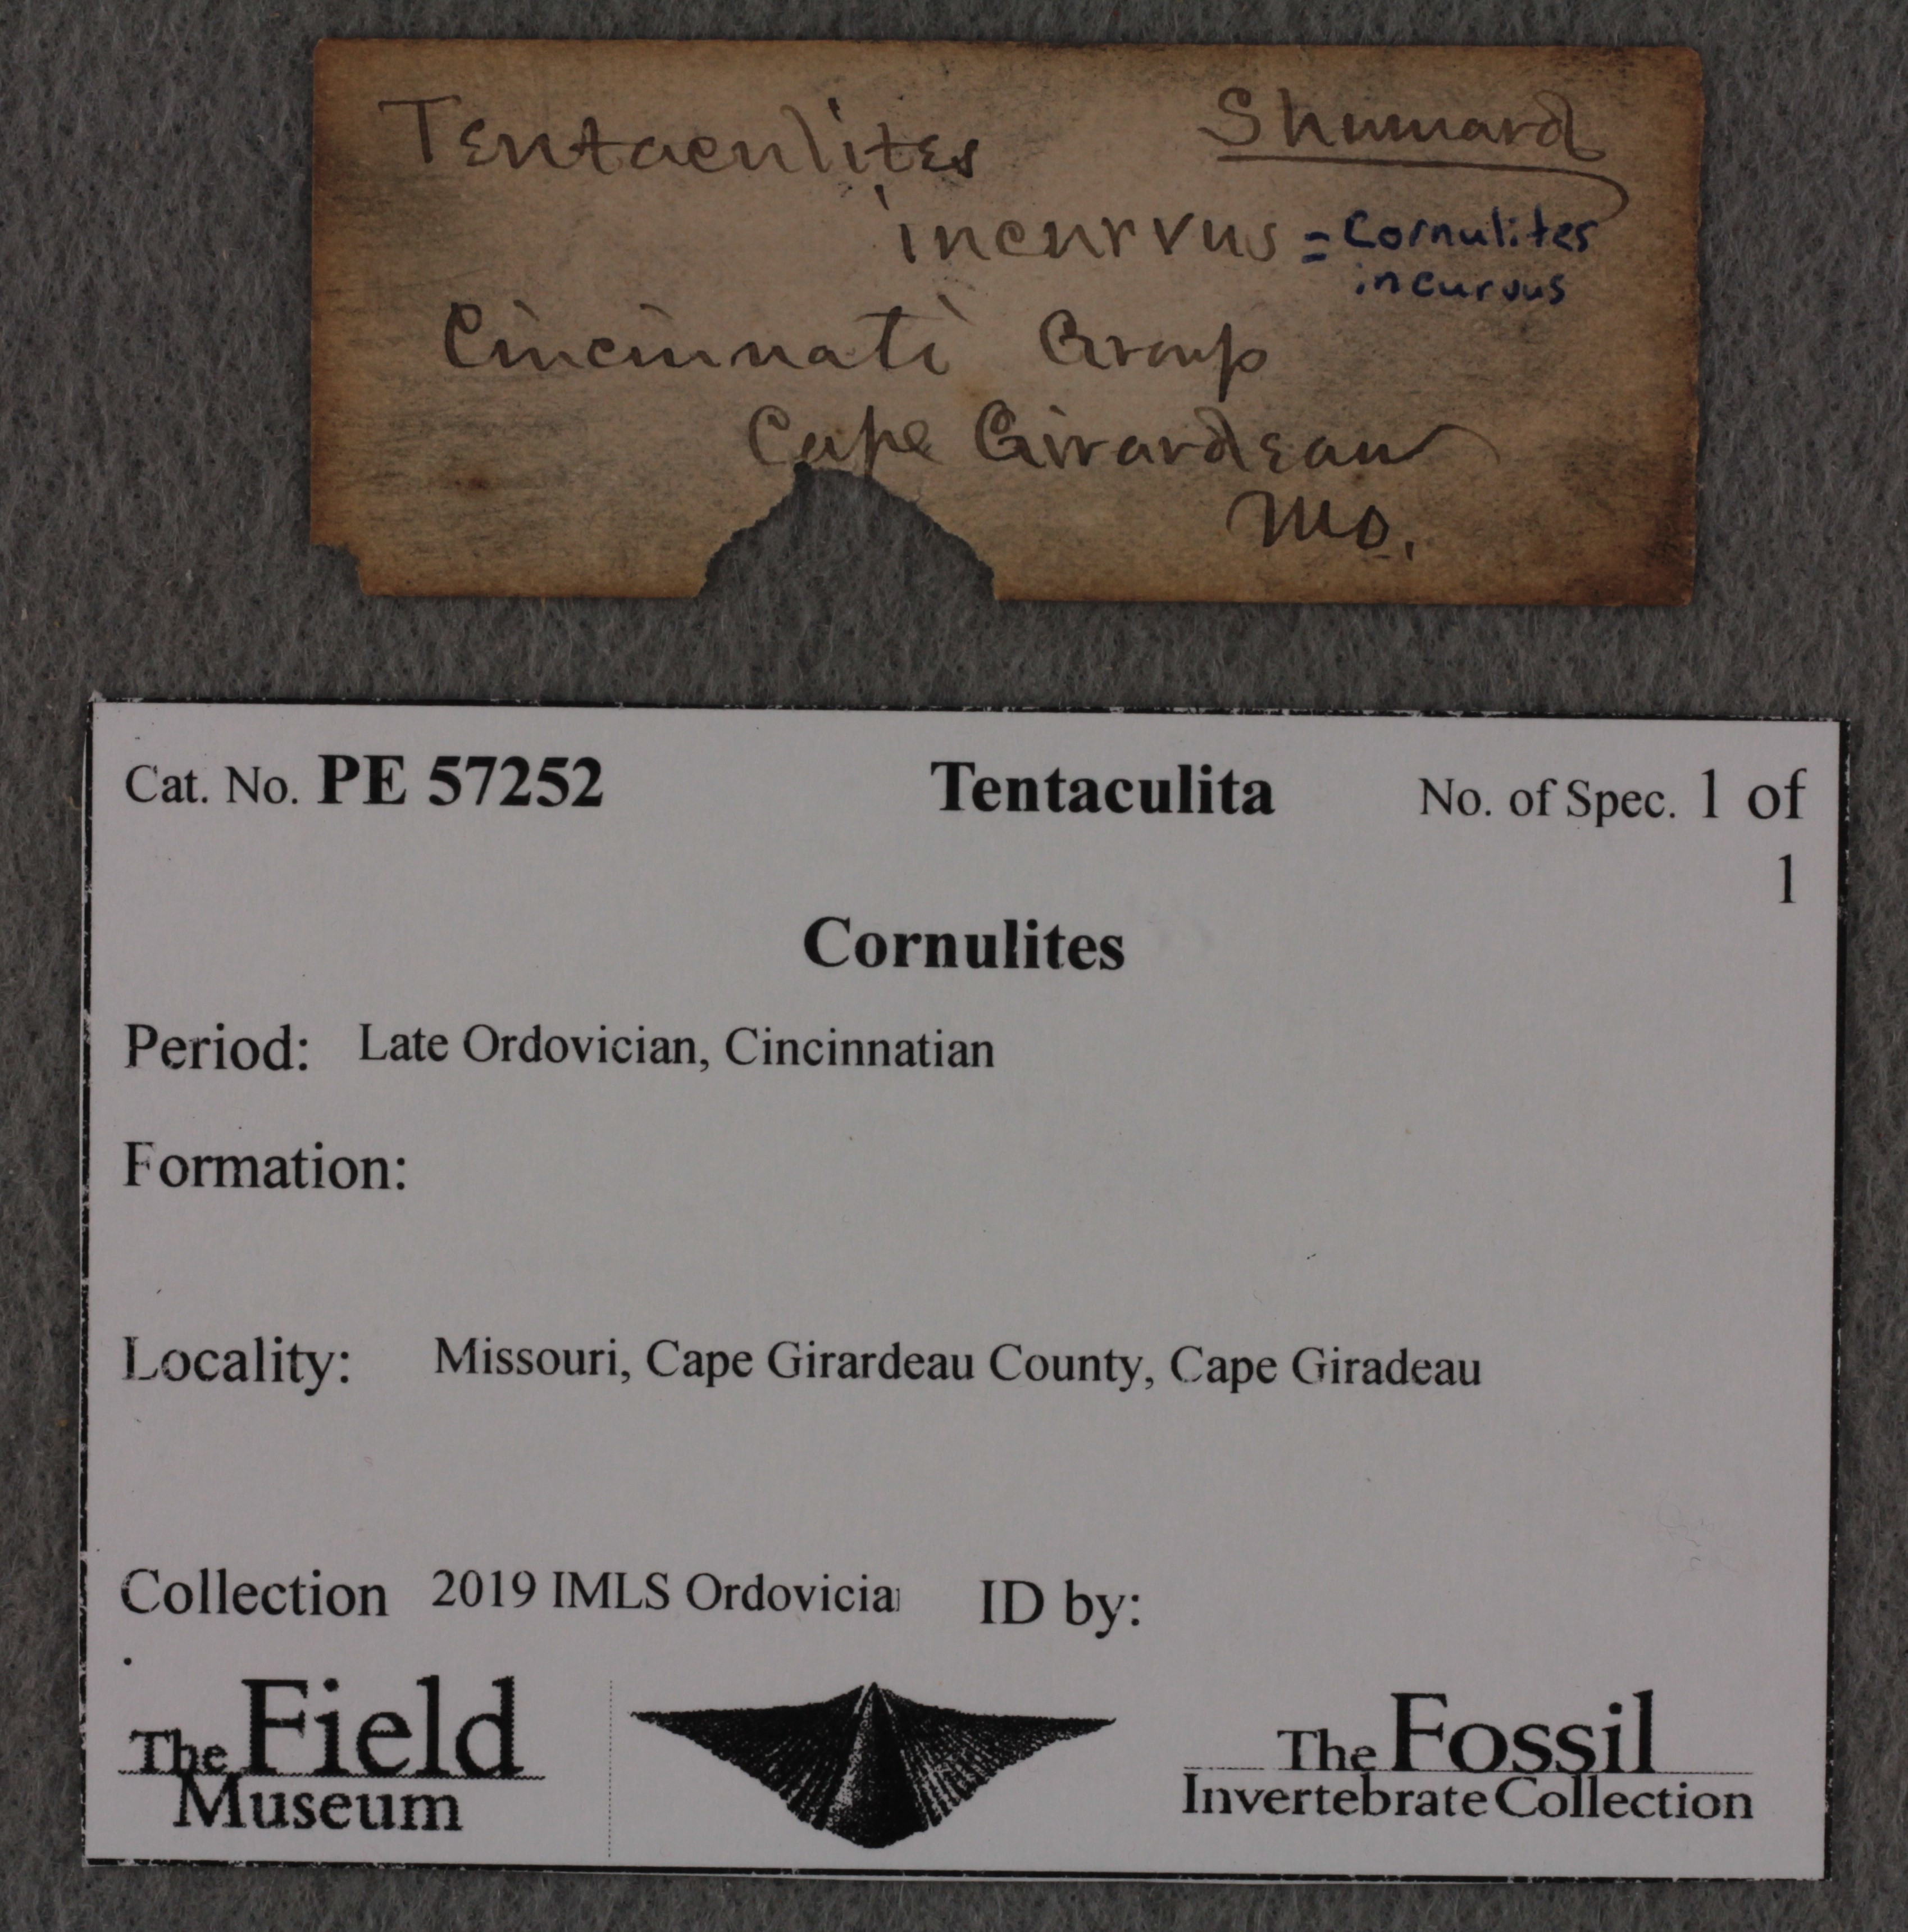 Tentaculites Shumard
incurvus = Cornulites
incurvus
Cincinnati Group
Cape Girardeau
Mo.
Cat. No. PE 57252 Tentaculita No. of Spec. 1 of
1
Cornulites
Period: Late Ordovician, Cincinnatian
Formation:
Locality: Missouri, Cape Girardeau County, Cape Giradeau
Collection 2019 IMLS Ordovicia ID by:
The Field
Museum
The Fossil
Invertebrate Collection